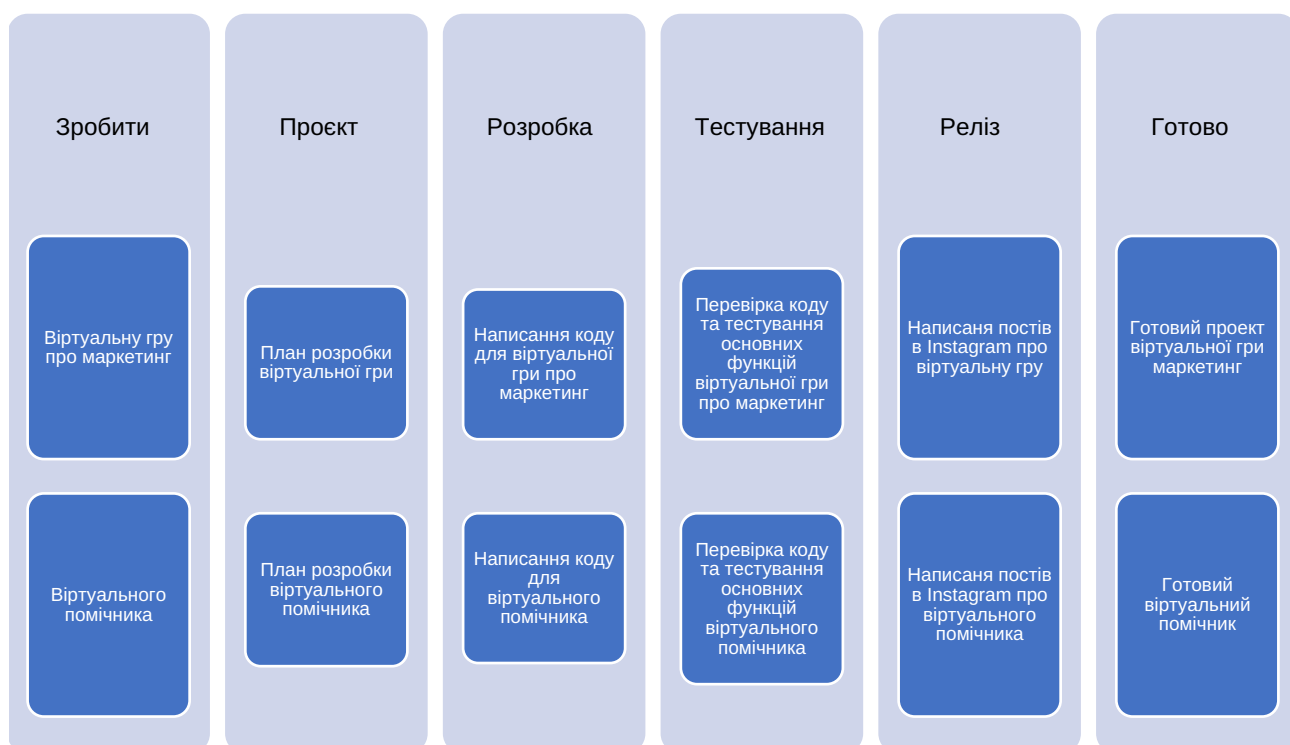 Зробити
Проєкт
Розробка
Тестування
Реліз
Готово
Віртуальну гру
про маркетинг
План розробки
віртуальної гри
Написання коду
для віртуальної
гри про
маркетинг
Перевірка коду
та тестування
основних
функцій
віртуальної гри
про маркетинг
Написаня постів
в Instagram про
віртуальну гру
Готовий проект
віртуальної гри
маркетинг
Віртуального
помічника
План розробки
віртуального
помічника
Написання коду
для
віртуального
помічника
Перевірка коду
та тестування
основних
функцій
віртуального
помічника
Написаня постів
в Instagram про
віртуального
помічника
Готовий
віртуальний
помічник